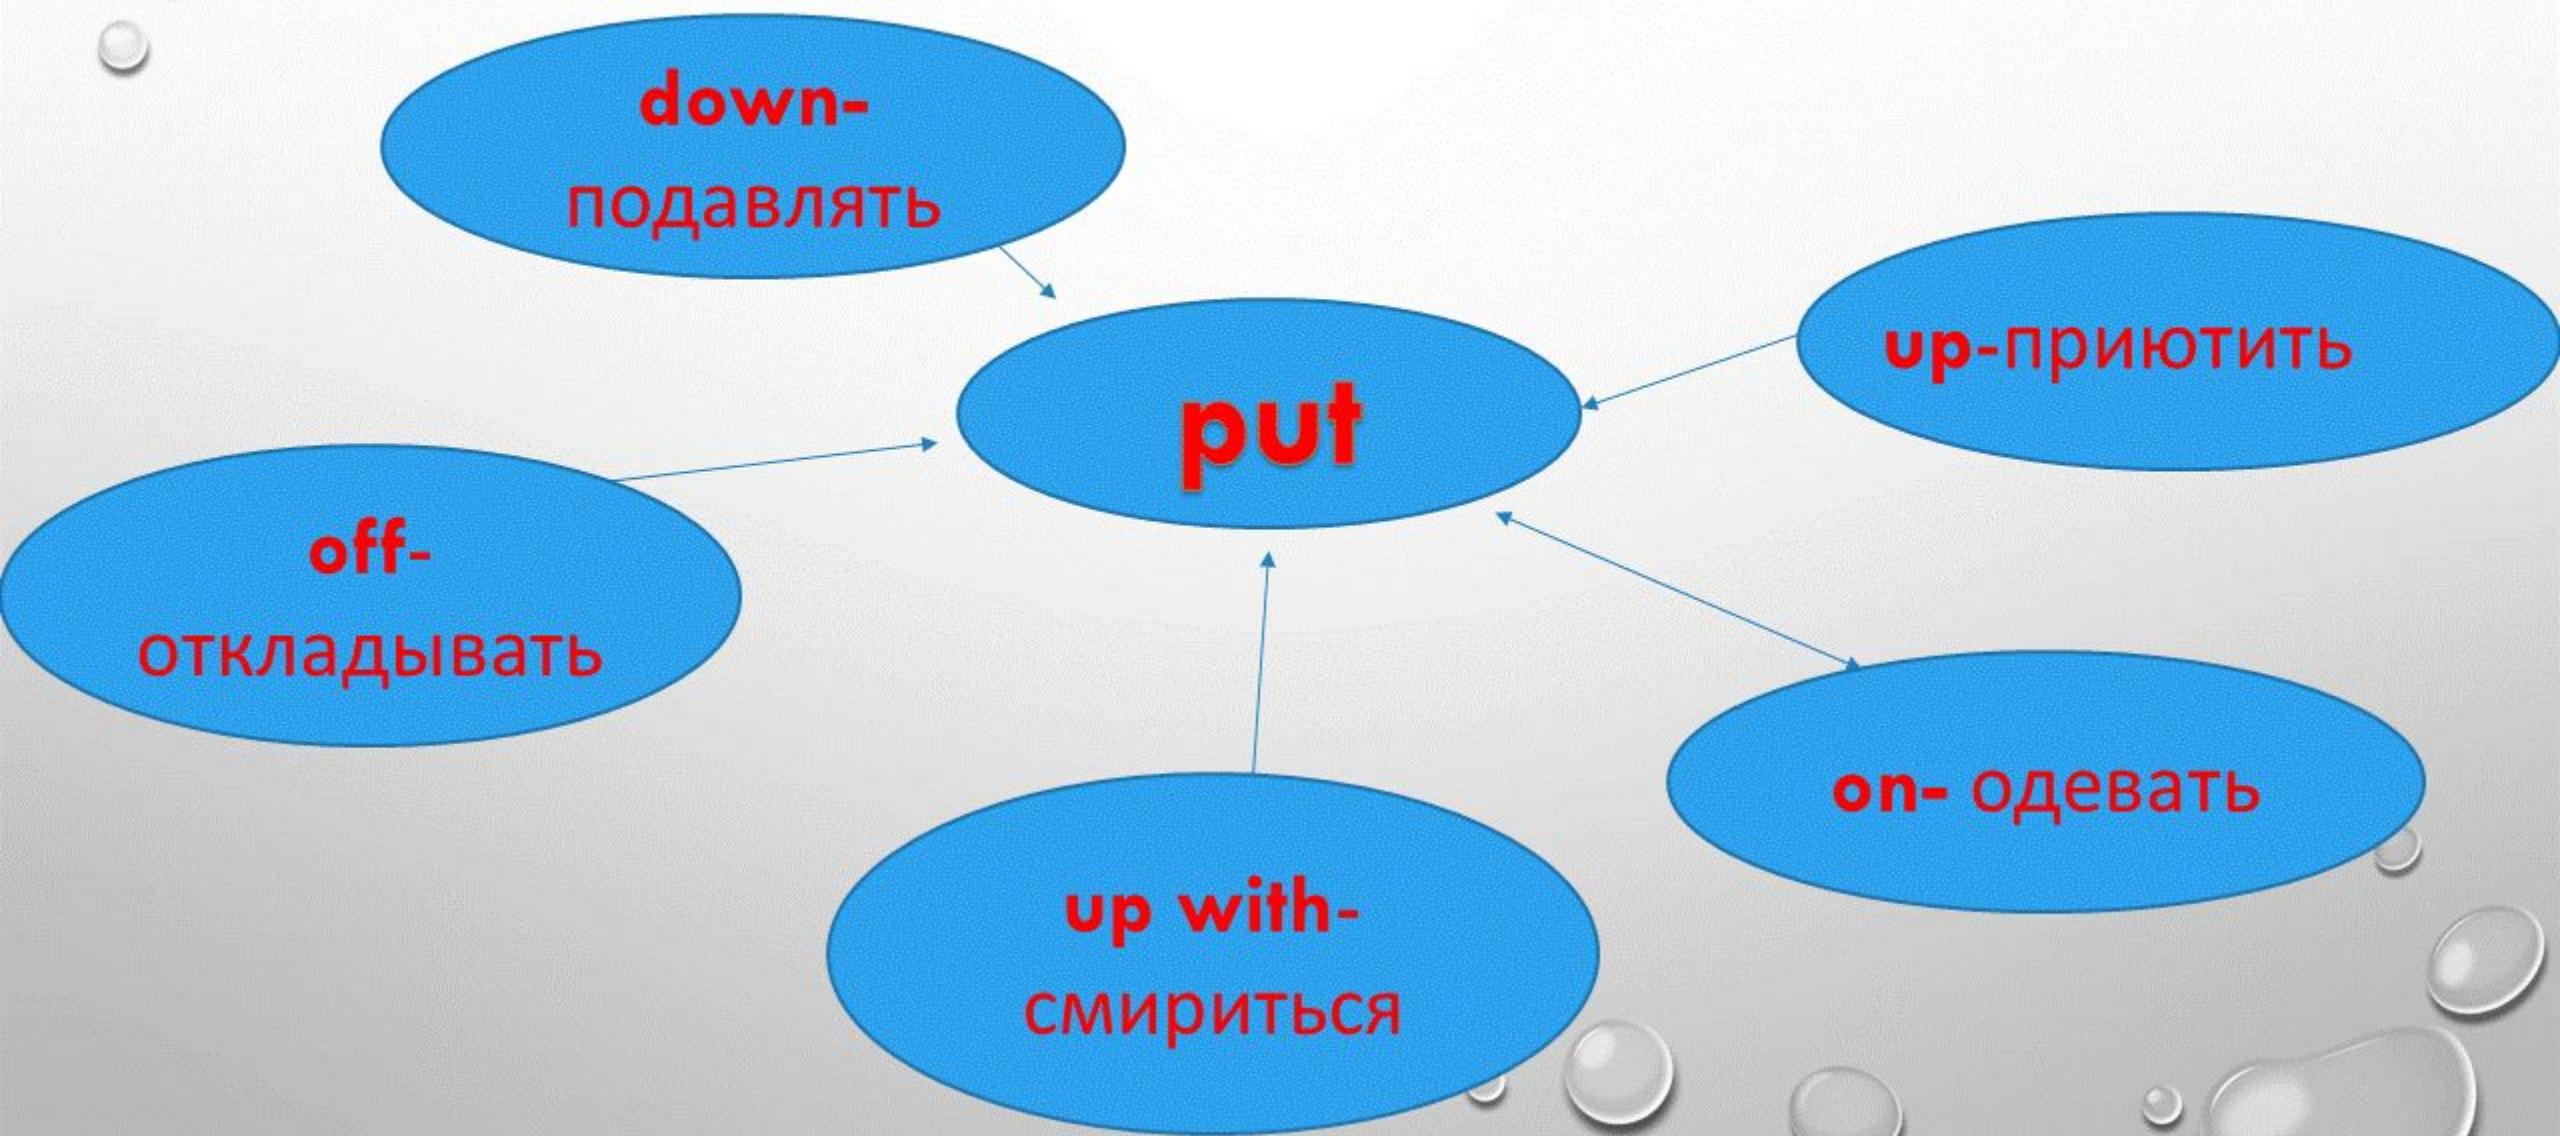 down-
подавлять
up-приютить
put
off-
откладывать
on- одевать
up with-
смириться